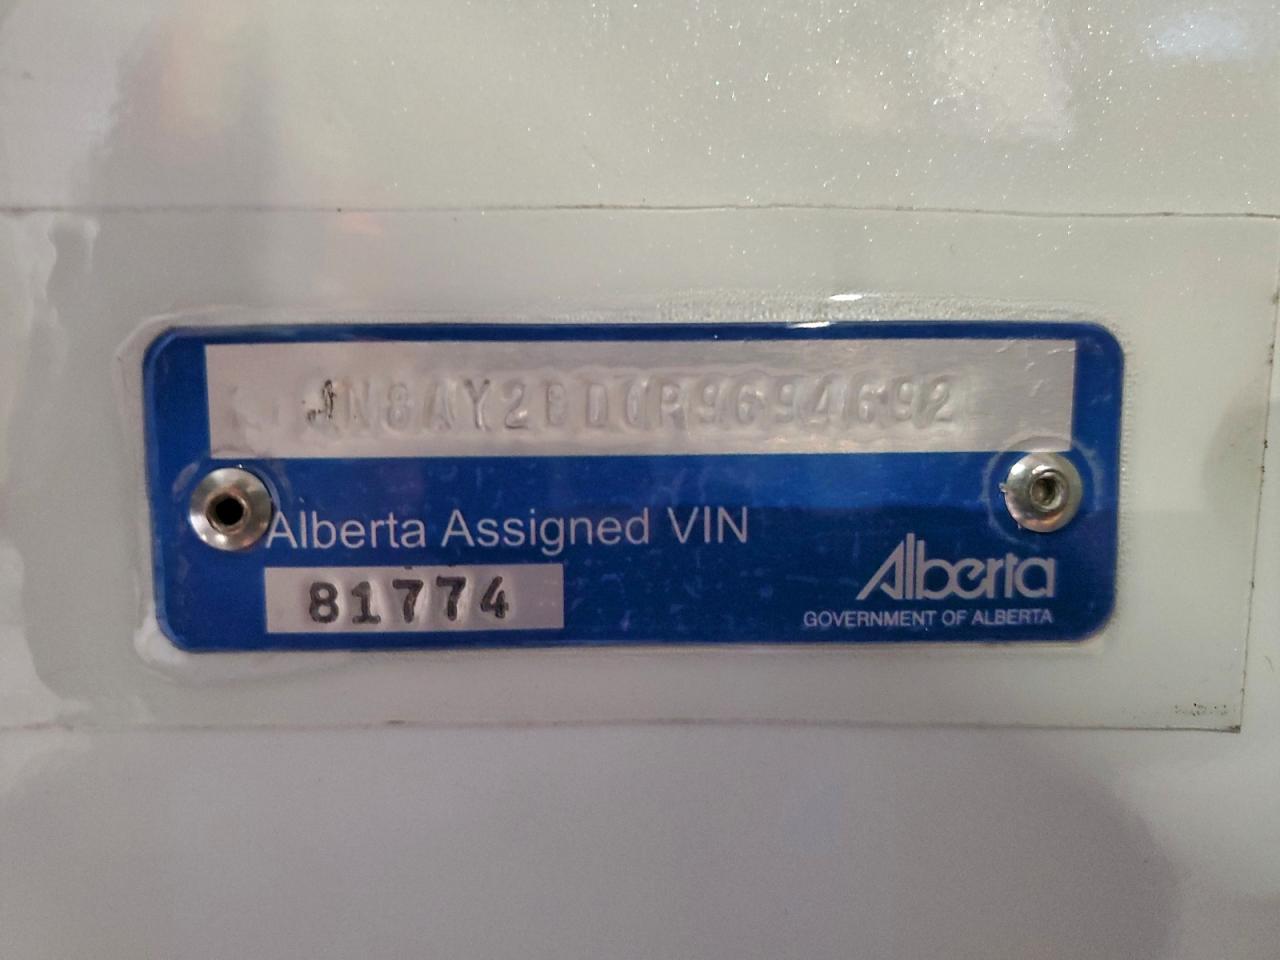 Alberta Assigned VIN
81774
Alberta
GOVERNMENT OF ALBERTA